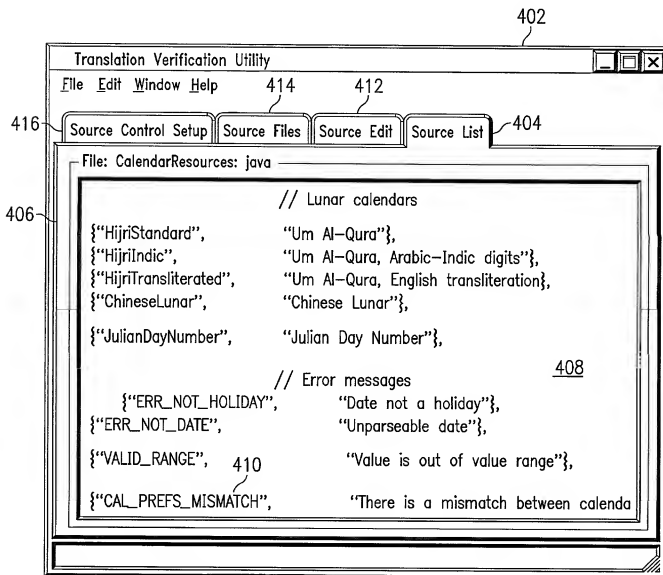 402
Translation Verification Utility
File Edit Window Help
414 412
416 Source Control Setup Source Files Source Edit Source List 404
File: CalendarResources: java
406
// Lunar calendars
{“HijriStandard”, “Um Al-Qura”},
{“HijriIndic”, “Um Al-Qura, Arabic-Indic digits”},
{“HijriTransliterated”, “Um Al-Qura, English transliteration},
{“ChineseLunar”, “Chinese Lunar”},
{“JulianDayNumber”, “Julian Day Number”},
408
// Error messages
{“ERR_NOT_HOLIDAY”, “Date not a holiday”},
{“ERR_NOT_DATE”, “Unparseable date”},
{“VALID_RANGE”, “Value is out of value range”},
410
{“CAL_PREFS_MISMATCH”, “There is a mismatch between calenda